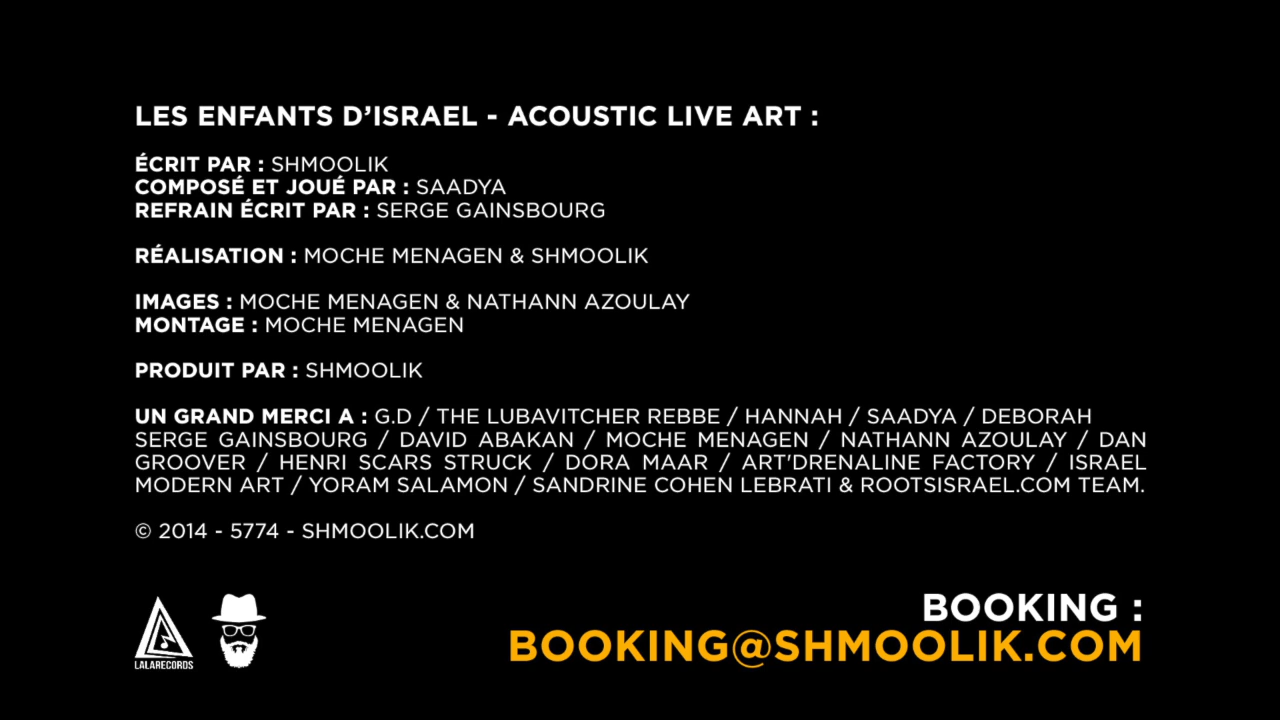 LES ENFANTS D’ISRAEL - ACOUSTIC LIVE ART :
ÉCRIT PAR : SHMOOLIK
COMPOSÉ ET JOUÉ PAR : SAADYA
REFRAIN ÉCRIT PAR : SERGE GAINSBOURG
RÉALISATION : MOCHE MENAGEN & SHMOOLIK
IMAGES : MOCHE MENAGEN & NATHANN AZOULAY
MONTAGE : MOCHE MENAGEN
PRODUIT PAR : SHMOOLIK
UN GRAND MERCI A : G.D / THE LUBAVITCHER REBBE / HANNAH / SAADYA / DEBORAH
SERGE GAINSBOURG / DAVID ABAKAN / MOCHE MENAGEN / NATHANN AZOULAY / DAN
GROOVER / HENRI SCARS STRUCK / DORA MAAR / ART'DRENALINE FACTORY / ISRAEL
MODERN ART / YORAM SALAMON / SANDRINE COHEN LEBRATI & ROOTSISRAEL.COM TEAM.
© 2014 - 5774 - SHMOOLIK.COM
LALARECORDS
BOOKING :
BOOKING@SHMOOLIK.COM